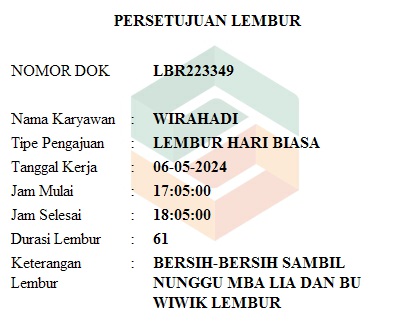 PERSETUJUAN LEMBUR
NOMOR DOK LBR223349
Nama Karyawan : WIRAHADI
Tipe Pengajuan : LEMBUR HARI BIASA
Tanggal Kerja : 06-05-2024
Jam Mulai : 17:05:00
Jam Selesai : 18:05:00
Durasi Lembur : 61
Keterangan : BERSIH-BERSIH SAMBIL
Lembur NUNGGU MBA LIA DAN BU
WIWIK LEMBUR